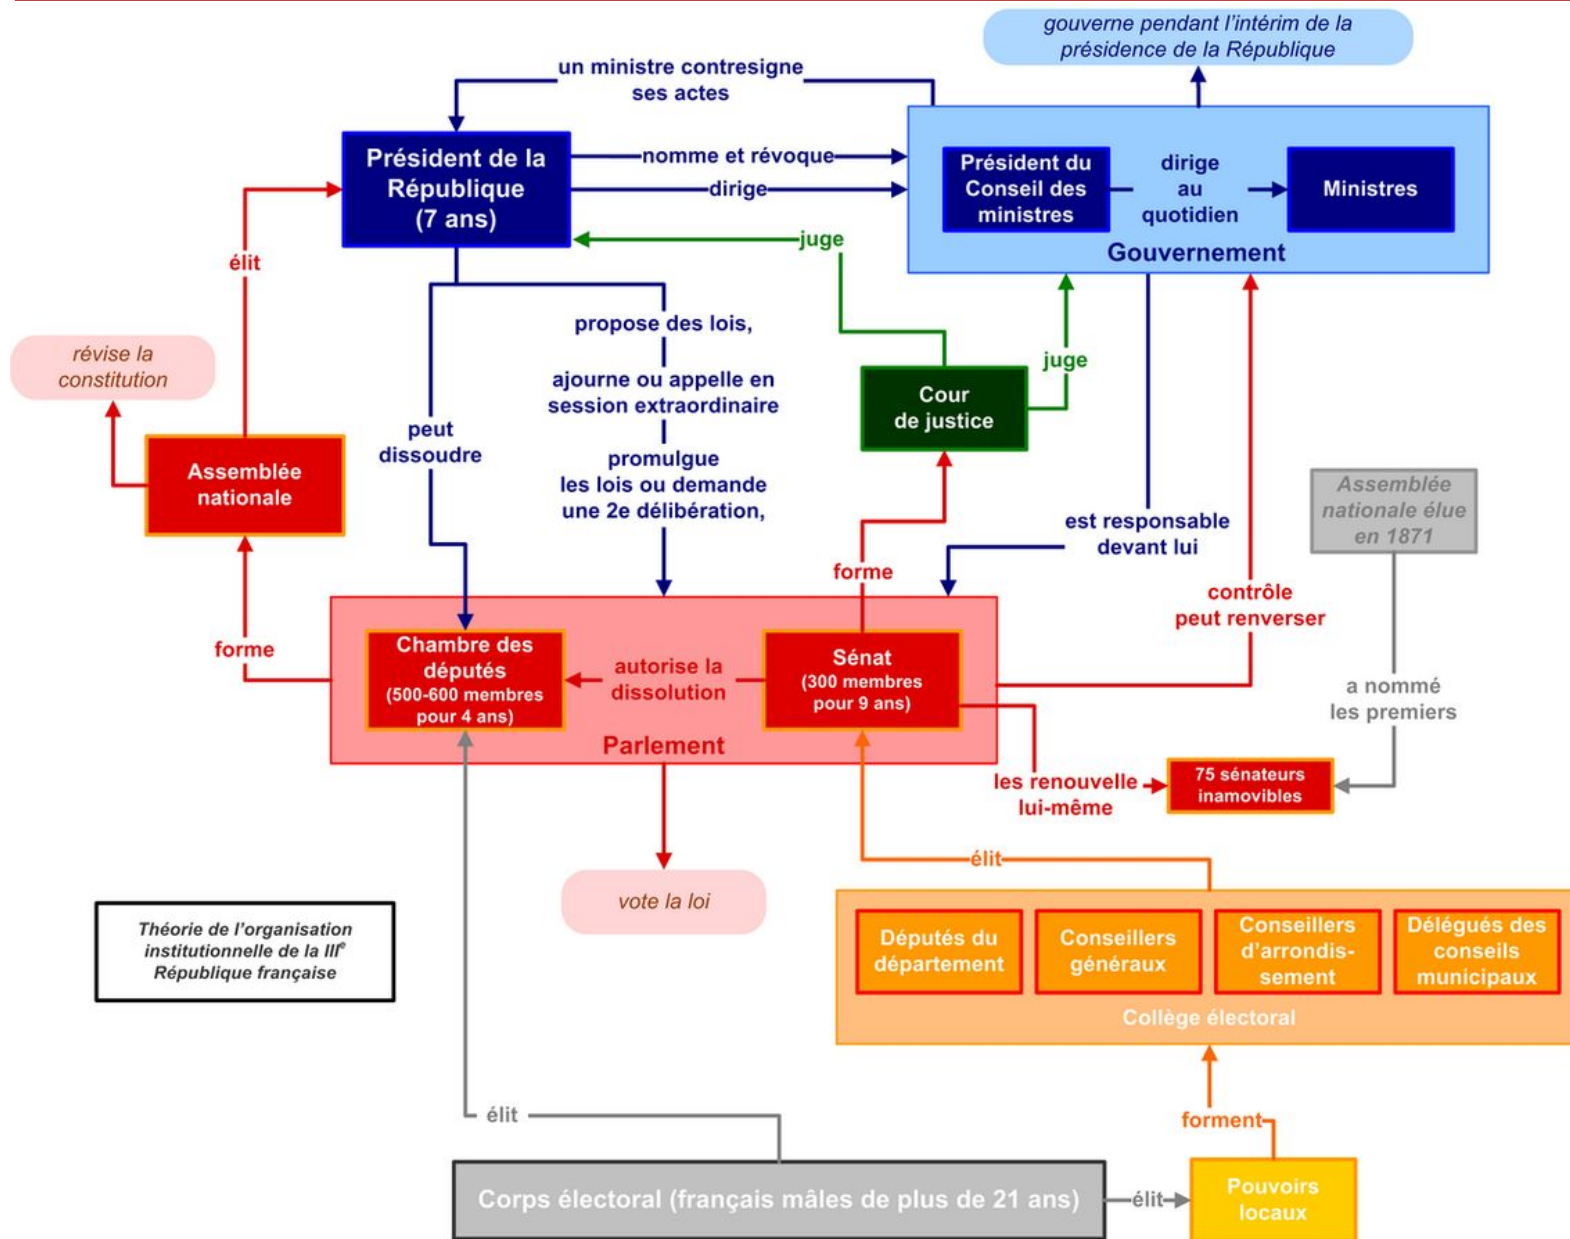 gouverne pendant l'intérim de la
présidence de la République
un ministre contresigne
ses actes
Président de la
République
(7 ans)
nomme et révoque
dirige
Président du
Conseil des
ministres
dirige
au
quotidien
Ministres
Gouvernement
juge
élit
propose des lois,
ajourne ou appelle en
session extraordinaire
promulgue
les lois ou demande
une 2e délibération,
révise la
constitution
peut
dissoudre
Cour
de justice
juge
Assemblée
nationale
Assemblée
nationale élue
en 1871
est responsable
devant lui
forme
contrôle
peut renverser
forme
Chambre des
députés
(500-600 membres
pour 4 ans)
autorise la
dissolution
Sénat
(300 membres
pour 9 ans)
Parlement
a nommé
les premiers
les renouvelle
lui-même
75 sénateurs
inamovibles
élit
vote la loi
Théorie de l'organisation
institutionnelle de la IIIe
République française
Députés du
département
Conseillers
généraux
Conseillers
d'arrondis-
sement
Délégués des
conseils
municipaux
Collège électoral
élit
forment
Corps électoral (français mâles de plus de 21 ans)
élit
Pouvoirs
locaux